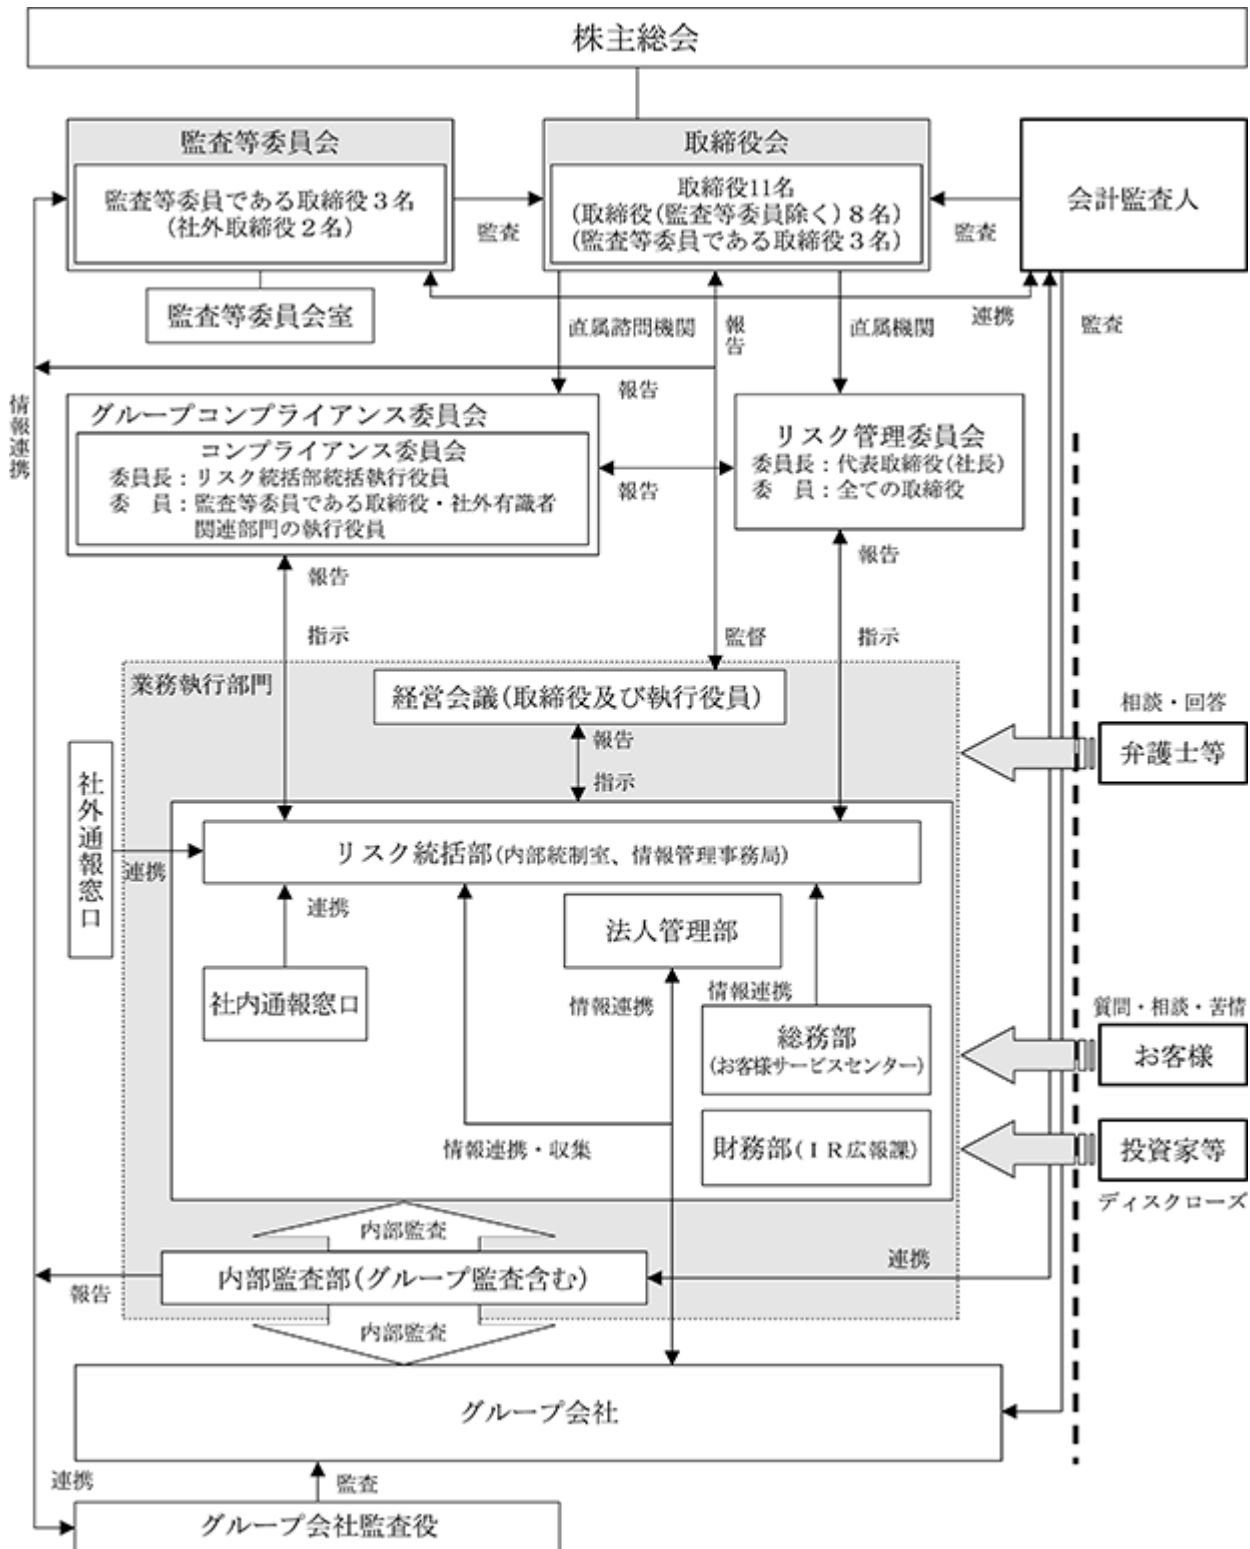 株主総会
監査等委員会
監査等委員である取締役3名
(社外取締役2名)
監査
取締役会
取締役11名
(取締役(監査等委員除く)8名)
(監査等委員である取締役3名)
監査
会計監査人
監査等委員会室
連携
監査
直属諮問機関
報告
直属機関
情報連携
報告
グループコンプライアンス委員会
コンプライアンス委員会
委員長：リスク統括部統括執行役員
委　員：監査等委員である取締役・社外有識者
関連部門の執行役員
報告
リスク管理委員会
委員長：代表取締役(社長)
委　員：全ての取締役
報告
報告
指示
監督
指示
業務執行部門
経営会議(取締役及び執行役員)
報告
指示
相談・回答
弁護士等
社外通報窓口
連携
リスク統括部(内部統制室、情報管理事務局)
連携
法人管理部
社内通報窓口
情報連携
情報連携
総務部
(お客様サービスセンター)
質問・相談・苦情
お客様
情報連携・収集
財務部(ＩＲ広報課)
投資家等
ディスクローズ
内部監査
内部監査部(グループ監査含む)
連携
報告
内部監査
グループ会社
連携
監査
グループ会社監査役